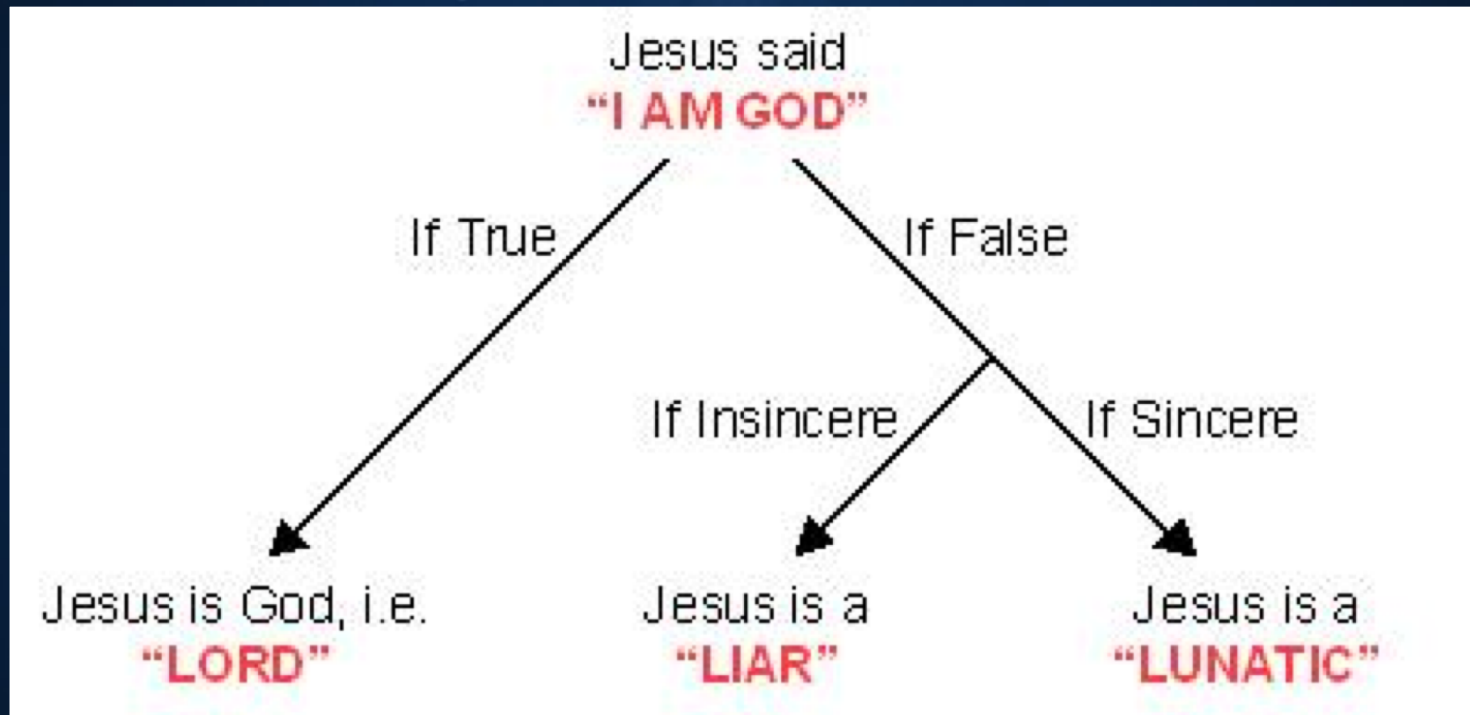 Jesus said
“I AM GOD”
If True
If False
If Insincere
If Sincere
Jesus is God, i.e.
“LORD”
Jesus is a
“LIAR”
Jesus is a
“LUNATIC”